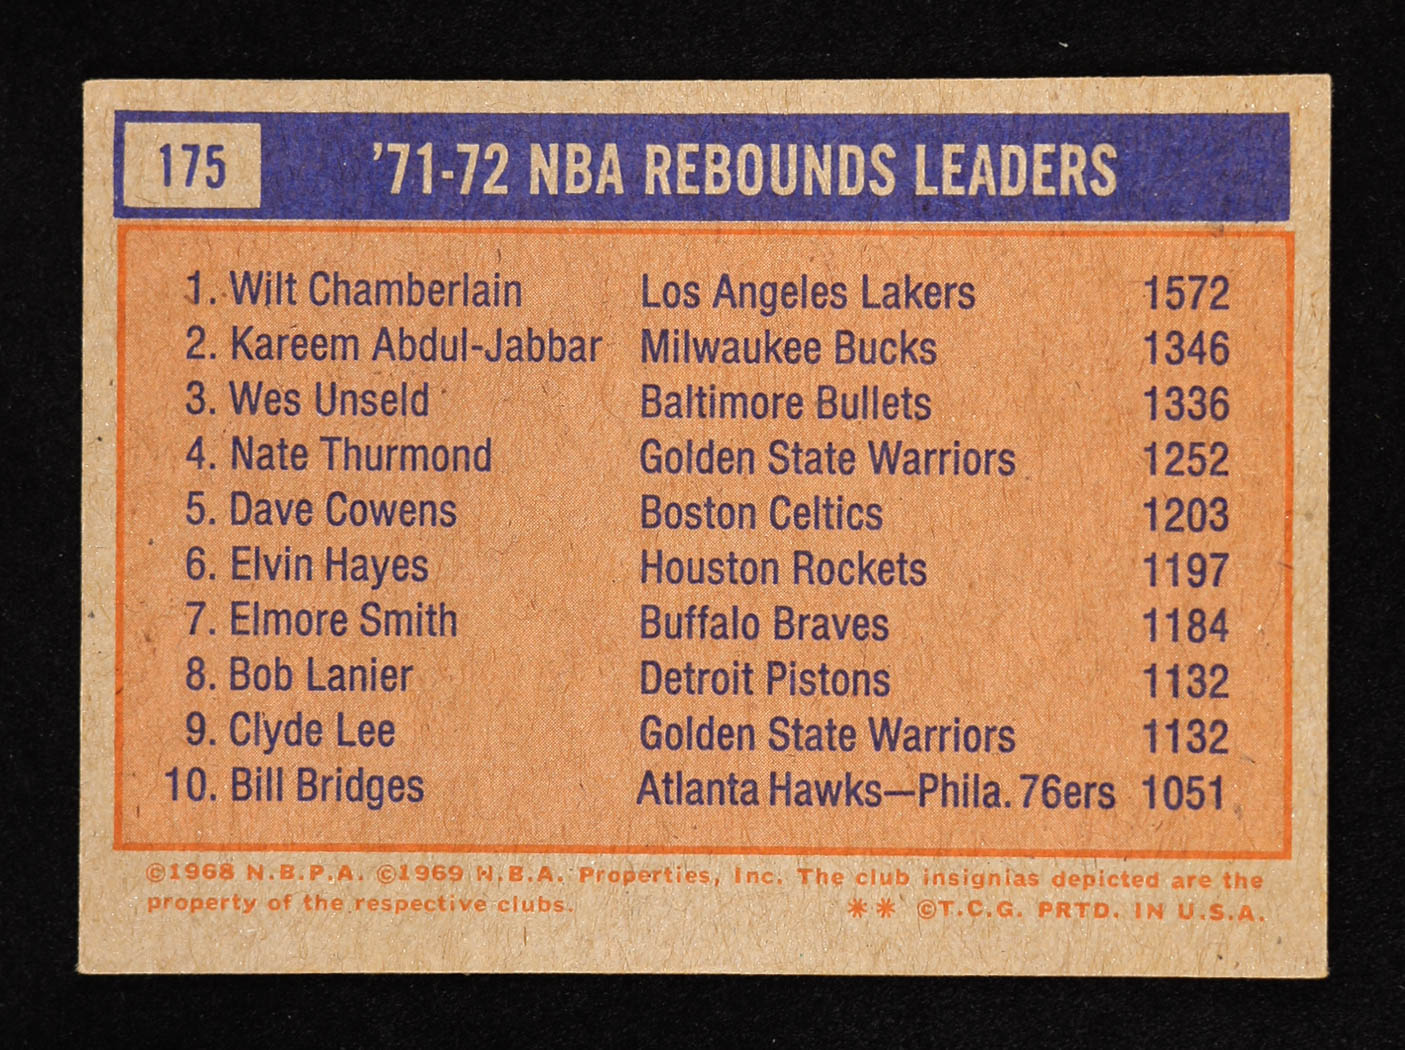 175 '71-72 NBA REBOUNDS LEADERS
1. Wilt Chamberlain Los Angeles Lakers 1572
2. Kareem Abdul-Jabbar Milwaukee Bucks 1346
3. Wes Unseld Baltimore Bullets 1336
4. Nate Thurmond Golden State Warriors 1252
5. Dave Cowens Boston Celtics 1203
6. Elvin Hayes Houston Rockets 1197
7. Elmore Smith Buffalo Braves 1184
8. Bob Lanier Detroit Pistons 1132
9. Clyde Lee Golden State Warriors 1132
10. Bill Bridges Atlanta Hawks—Phila. 76ers 1051
©1968 N.B.P.A. ©1969 N.B.A. Properties, Inc. The club insignias depicted are the
property of the respective clubs. ** ©T.C.G. PRTD. IN U.S.A.